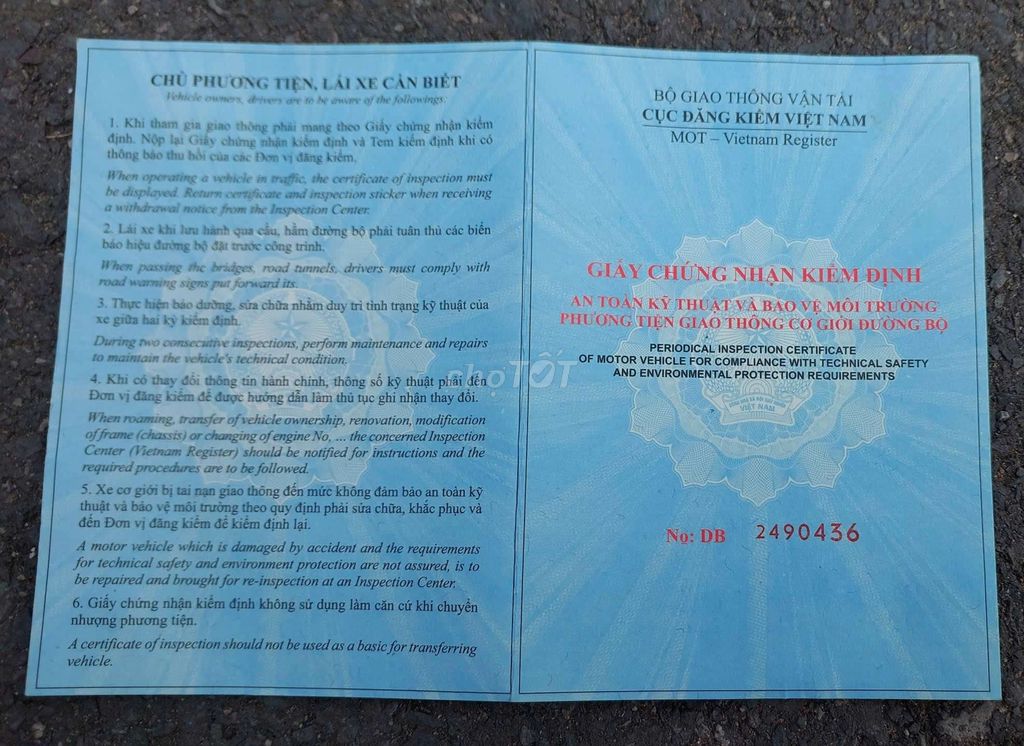 CHỦ PHƯƠNG TIỆN, LÁI XE CẦN BIẾT
Vehicle owners, drivers are to be aware of the followings:
1. Khi tham gia giao thông phải mang theo Giấy chứng nhận kiểm
định. Nộp lại Giấy chứng nhận kiểm định và Tem kiểm định khi có
thông báo thu hồi của các Đơn vị đăng kiểm.
When operating a vehicle in traffic, the certificate of inspection must
be displayed. Return certificate and inspection sticker when receiving
a withdrawal notice from the Inspection Center.
2. Lái xe khi lưu hành qua cầu, hầm đường bộ phải tuân thủ các biển
báo hiệu đường bộ đặt trước công trình.
When passing the bridges, road tunnels, drivers must comply with
road warning signs put forward its.
3. Thực hiện bảo dưỡng, sửa chữa nhằm duy trì tình trạng kỹ thuật của
xe giữa hai kỳ kiểm định.
During two consecutive inspections, perform maintenance and repairs
to maintain the vehicle's technical condition.
4. Khi có thay đổi thông tin hành chính, thông số kỹ thuật phải đến
Đơn vị đăng kiểm để được hướng dẫn làm thủ tục ghi nhận thay đổi.
When roaming, transfer of vehicle ownership, renovation, modification
of frame (chassis) or changing of engine No, ... the concerned Inspection
Center (Vietnam Register) should be notified for instructions and the
required procedures are to be followed.
5. Xe cơ giới bị tai nạn giao thông đến mức không đảm bảo an toàn kỹ
thuật và bảo vệ môi trường theo quy định phải sửa chữa, khắc phục và
đến Đơn vị đăng kiểm để kiểm định lại.
A motor vehicle which is damaged by accident and the requirements
for technical safety and environment protection are not assured, is to
be repaired and brought for re-inspection at an Inspection Center.
6. Giấy chứng nhận kiểm định không sử dụng làm căn cứ khi chuyển
nhượng phương tiện.
A certificate of inspection should not be used as a basic for transferring
vehicle.
BỘ GIAO THÔNG VẬN TẢI
CỤC ĐĂNG KIỂM VIỆT NAM
MOT – Vietnam Register
GIẤY CHỨNG NHẬN KIỂM ĐỊNH
AN TOÀN KỸ THUẬT VÀ BẢO VỆ MÔI TRƯỜNG
PHƯƠNG TIỆN GIAO THÔNG CƠ GIỚI ĐƯỜNG BỘ
PERIODICAL INSPECTION CERTIFICATE
OF MOTOR VEHICLE FOR COMPLIANCE WITH TECHNICAL SAFETY
AND ENVIRONMENTAL PROTECTION REQUIREMENTS
VIỆT NAM
No: DB 2490436
choTỐT